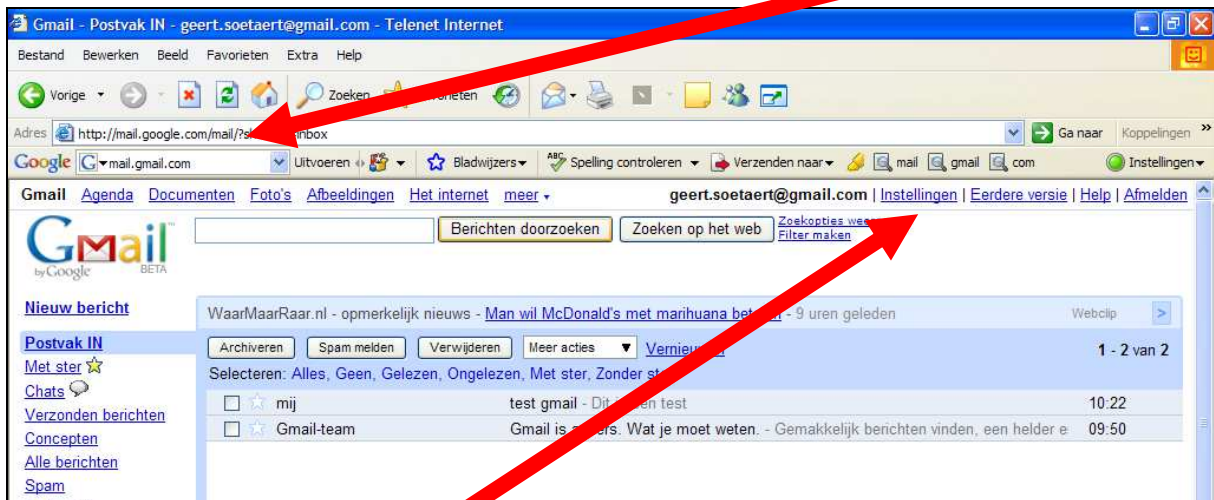 Gmail - Postvak IN - geert.soetaert@gmail.com - Telenet Internet
Bestand Bewerken Beeld Favorieten Extra Help
Vorige Zoeken
Adres http://mail.google.com/mail/? Ga naar Koppelingen »
Google G mail.gmail.com Uitvoeren Bladwijzers ABC Spelling controleren Verzenden naar mail gmail com Instellingen
Gmail Agenda Documenten Foto's Afbeeldingen Het internet meer geert.soetaert@gmail.com | Instellingen | Eerdere versie | Help | Afmelden
Gmail by Google BETA
Berichten doorzoeken Zoeken op het web Zoekopties
Filter maken
Nieuw bericht
WaarMaarRaar.nl - opmerkelijk nieuws - Man wil McDonald's met marihuana - 9 uren geleden Webclip >
Postvak IN
Archiveren Spam melden Verwijderen Meer acties 1 - 2 van 2
Met ster
Selecteren: Alles, Geen, Gelezen, Ongelezen, Met ster, Zonder
Chats
mij test gmail - Dit een test 10:22
Verzonden berichten
Gmail-team Gmail is Wat je moet weten. - Gemakkelijk berichten vinden, een helder e 09:50
Concepten
Alle berichten
Spam